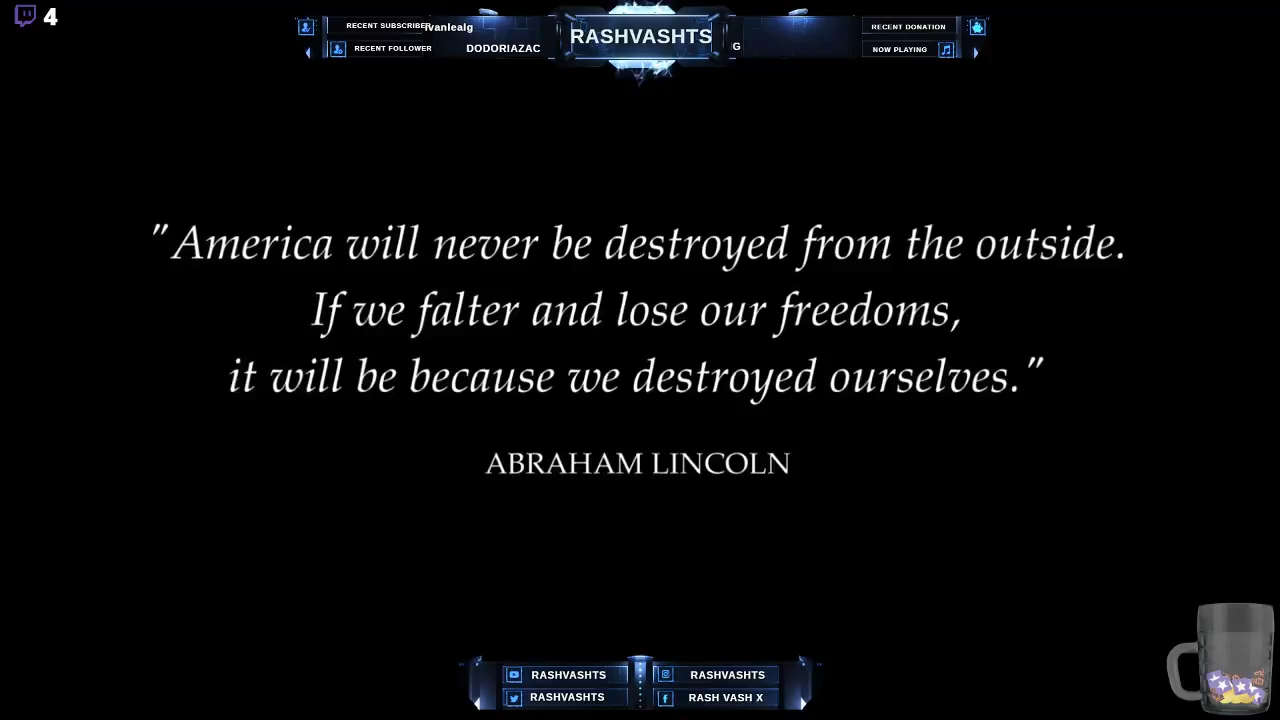 4
RECENT SUBSCRIBER ivanlealg
RECENT FOLLOWER DODORIAZAC
RASHVASHTS
G
RECENT DONATION
NOW PLAYING
"America will never be destroyed from the outside.
If we falter and lose our freedoms,
it will be because we destroyed ourselves."
ABRAHAM LINCOLN
RASHVASHTS RASHVASHTS
RASHVASHTS RASH VASH X